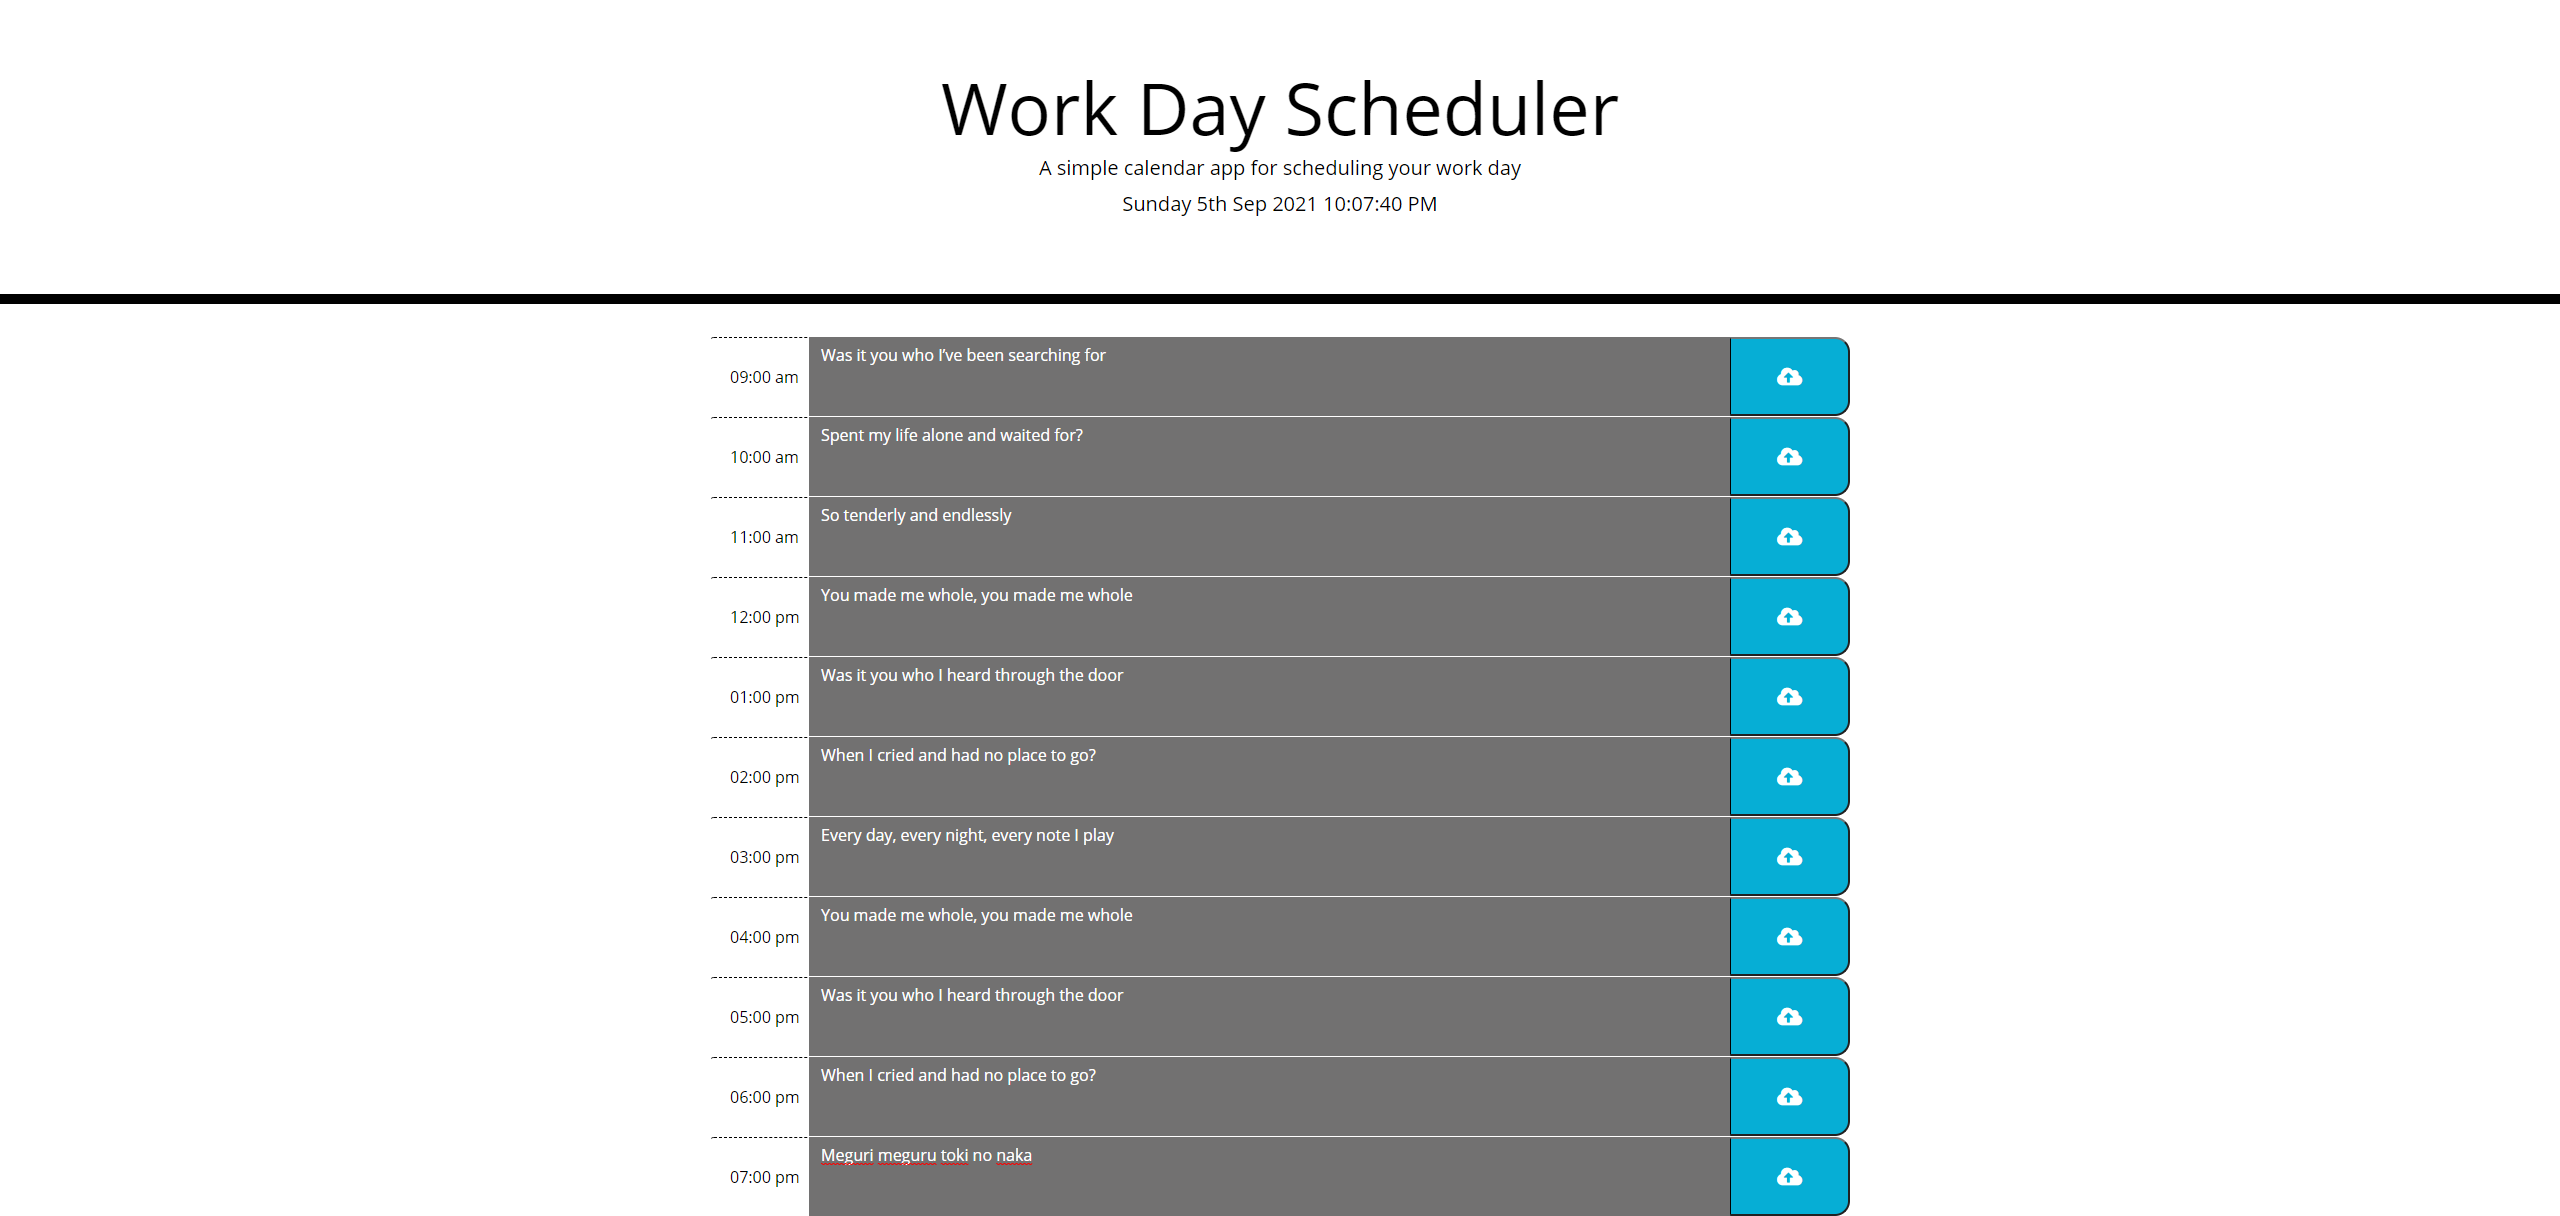 Work Day Scheduler
A simple calendar app for scheduling your work day
Sunday 5th Sep 2021 10:07:40 PM
09:00 am Was it you who I’ve been searching for
10:00 am Spent my life alone and waited for?
11:00 am So tenderly and endlessly
12:00 pm You made me whole, you made me whole
01:00 pm Was it you who I heard through the door
02:00 pm When I cried and had no place to go?
03:00 pm Every day, every night, every note I play
04:00 pm You made me whole, you made me whole
05:00 pm Was it you who I heard through the door
06:00 pm When I cried and had no place to go?
07:00 pm Meguri meguru toki no naka